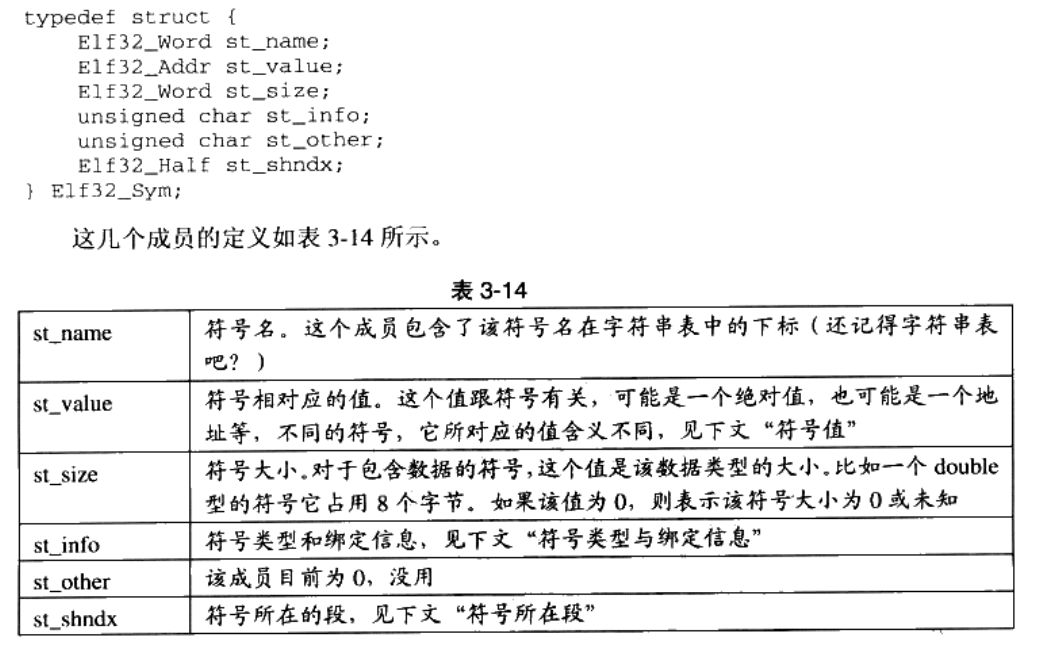 typedef struct {
    Elf32_Word st_name;
    Elf32_Addr st_value;
    Elf32_Word st_size;
    unsigned char st_info;
    unsigned char st_other;
    Elf32_Half st_shndx;
} Elf32_Sym;
这几个成员的定义如表 3-14 所示。
表 3-14
st_name 符号名。这个成员包含了该符号名在字符串表中的下标(还记得字符串表
吧?)
st_value 符号相对应的值。这个值跟符号有关,可能是一个绝对值,也可能是一个地
址等,不同的符号,它所对应的值含义不同,见下文“符号值”
st_size 符号大小。对于包含数据的符号,这个值是该数据类型的大小。比如一个 double
型的符号它占用 8 个字节。如果该值为 0,则表示该符号大小为 0 或未知
st_info 符号类型和绑定信息,见下文“符号类型与绑定信息”
st_other 该成员目前为 0,没用
st_shndx 符号所在的段,见下文“符号所在段”